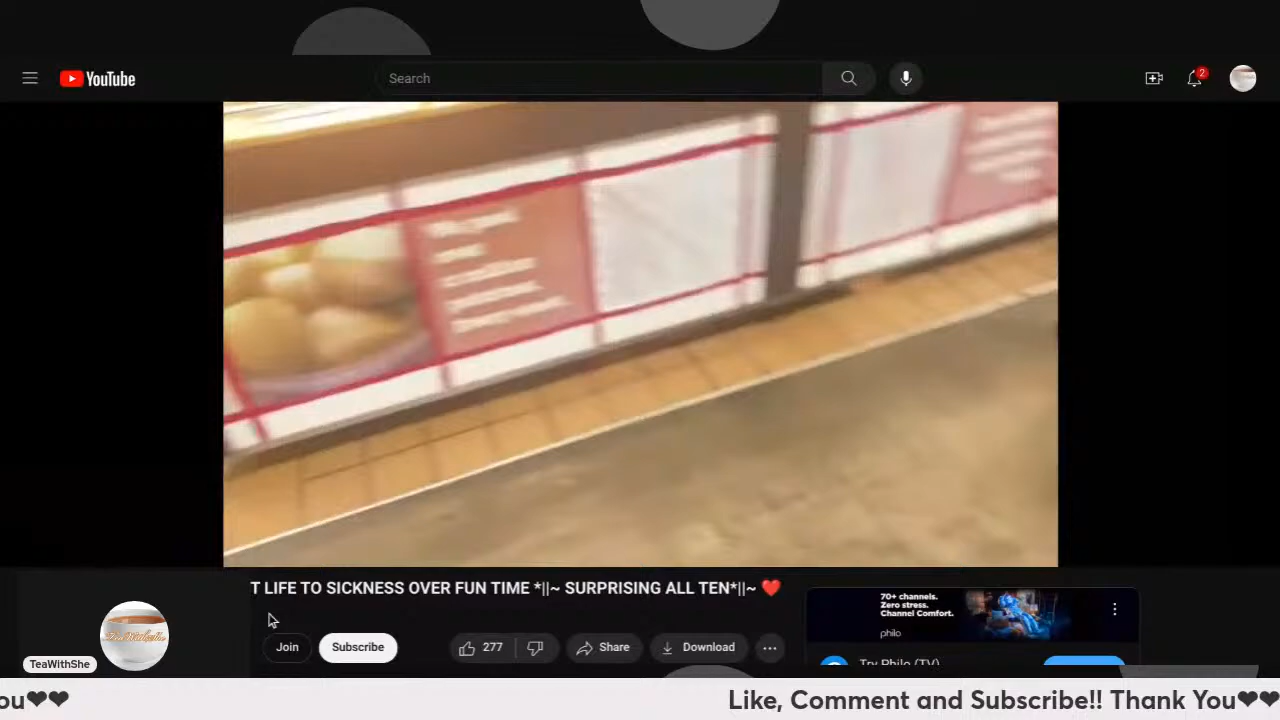 YouTube
Search
2
T LIFE TO SICKNESS OVER FUN TIME *||~ SURPRISING ALL TEN*||~ ❤️
Join
Subscribe
277
Share
Download
70+ channels.
Zero stress.
Channel Comfort.
philo
Try Philo (TV)
TeaWithShe
ou❤❤
Like, Comment and Subscribe!! Thank You❤❤